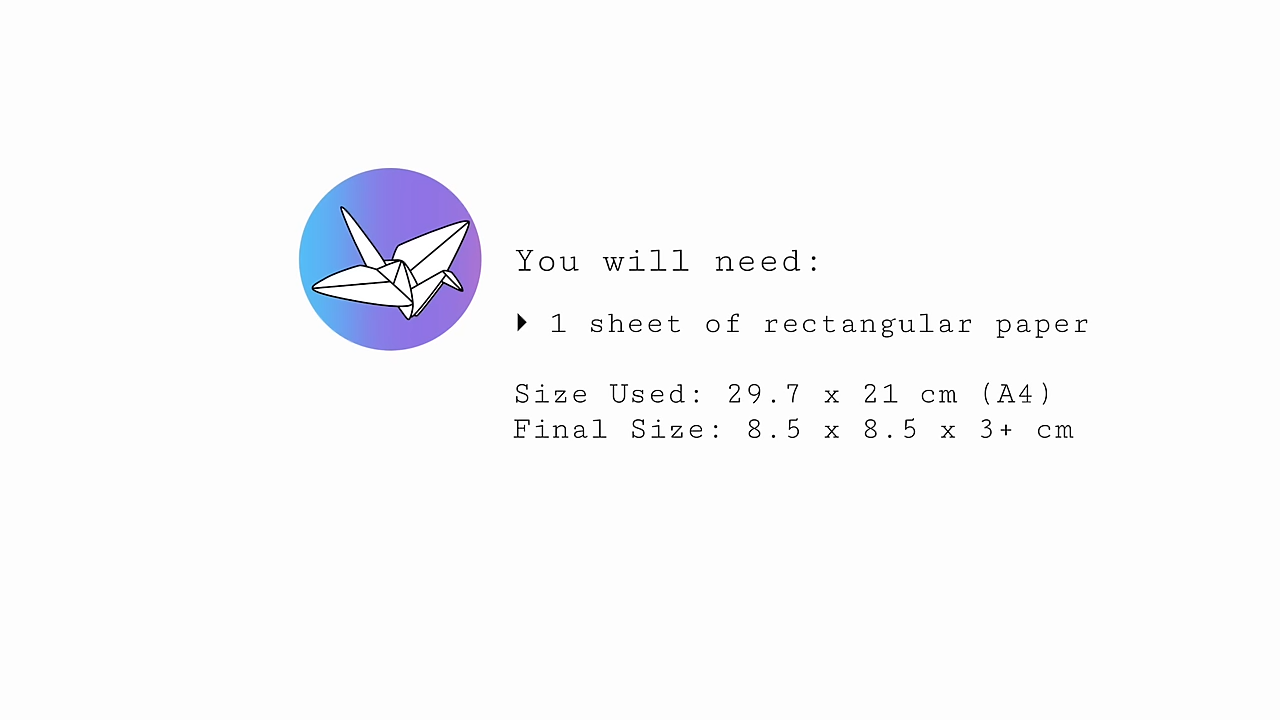 You will need:
1 sheet of rectangular paper
Size Used: 29.7 x 21 cm (A4)
Final Size: 8.5 x 8.5 x 3+ cm